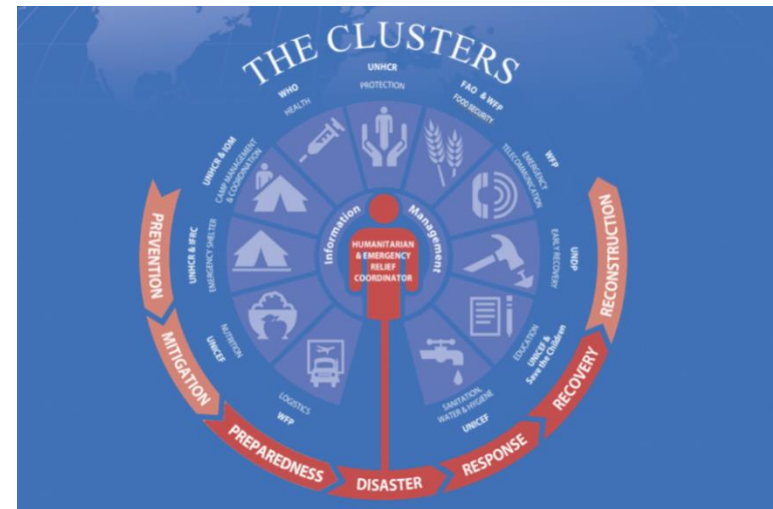 THE CLUSTERS
UNHCR
PROTECTION
FAO & WFP
FOOD SECURITY
WFP
EMERGENCY
TELECOMMUNICATION
UNDP
EARLY RECOVERY
EDUCATION
UNICEF &
Save the Children
SANITATION,
WATER & HYGIENE
UNICEF
LOGISTICS
WFP
NUTRITION
UNICEF
UNHCR & IFRC
EMERGENCY SHELTER
UNHCR & IOM
CAMP MANAGEMENT
& COORDINATION
WHO
HEALTH
Information Management
HUMANITARIAN
& EMERGENCY
RELIEF
COORDINATOR
PREVENTION
MITIGATION
PREPAREDNESS
DISASTER
RESPONSE
RECOVERY
RECONSTRUCTION